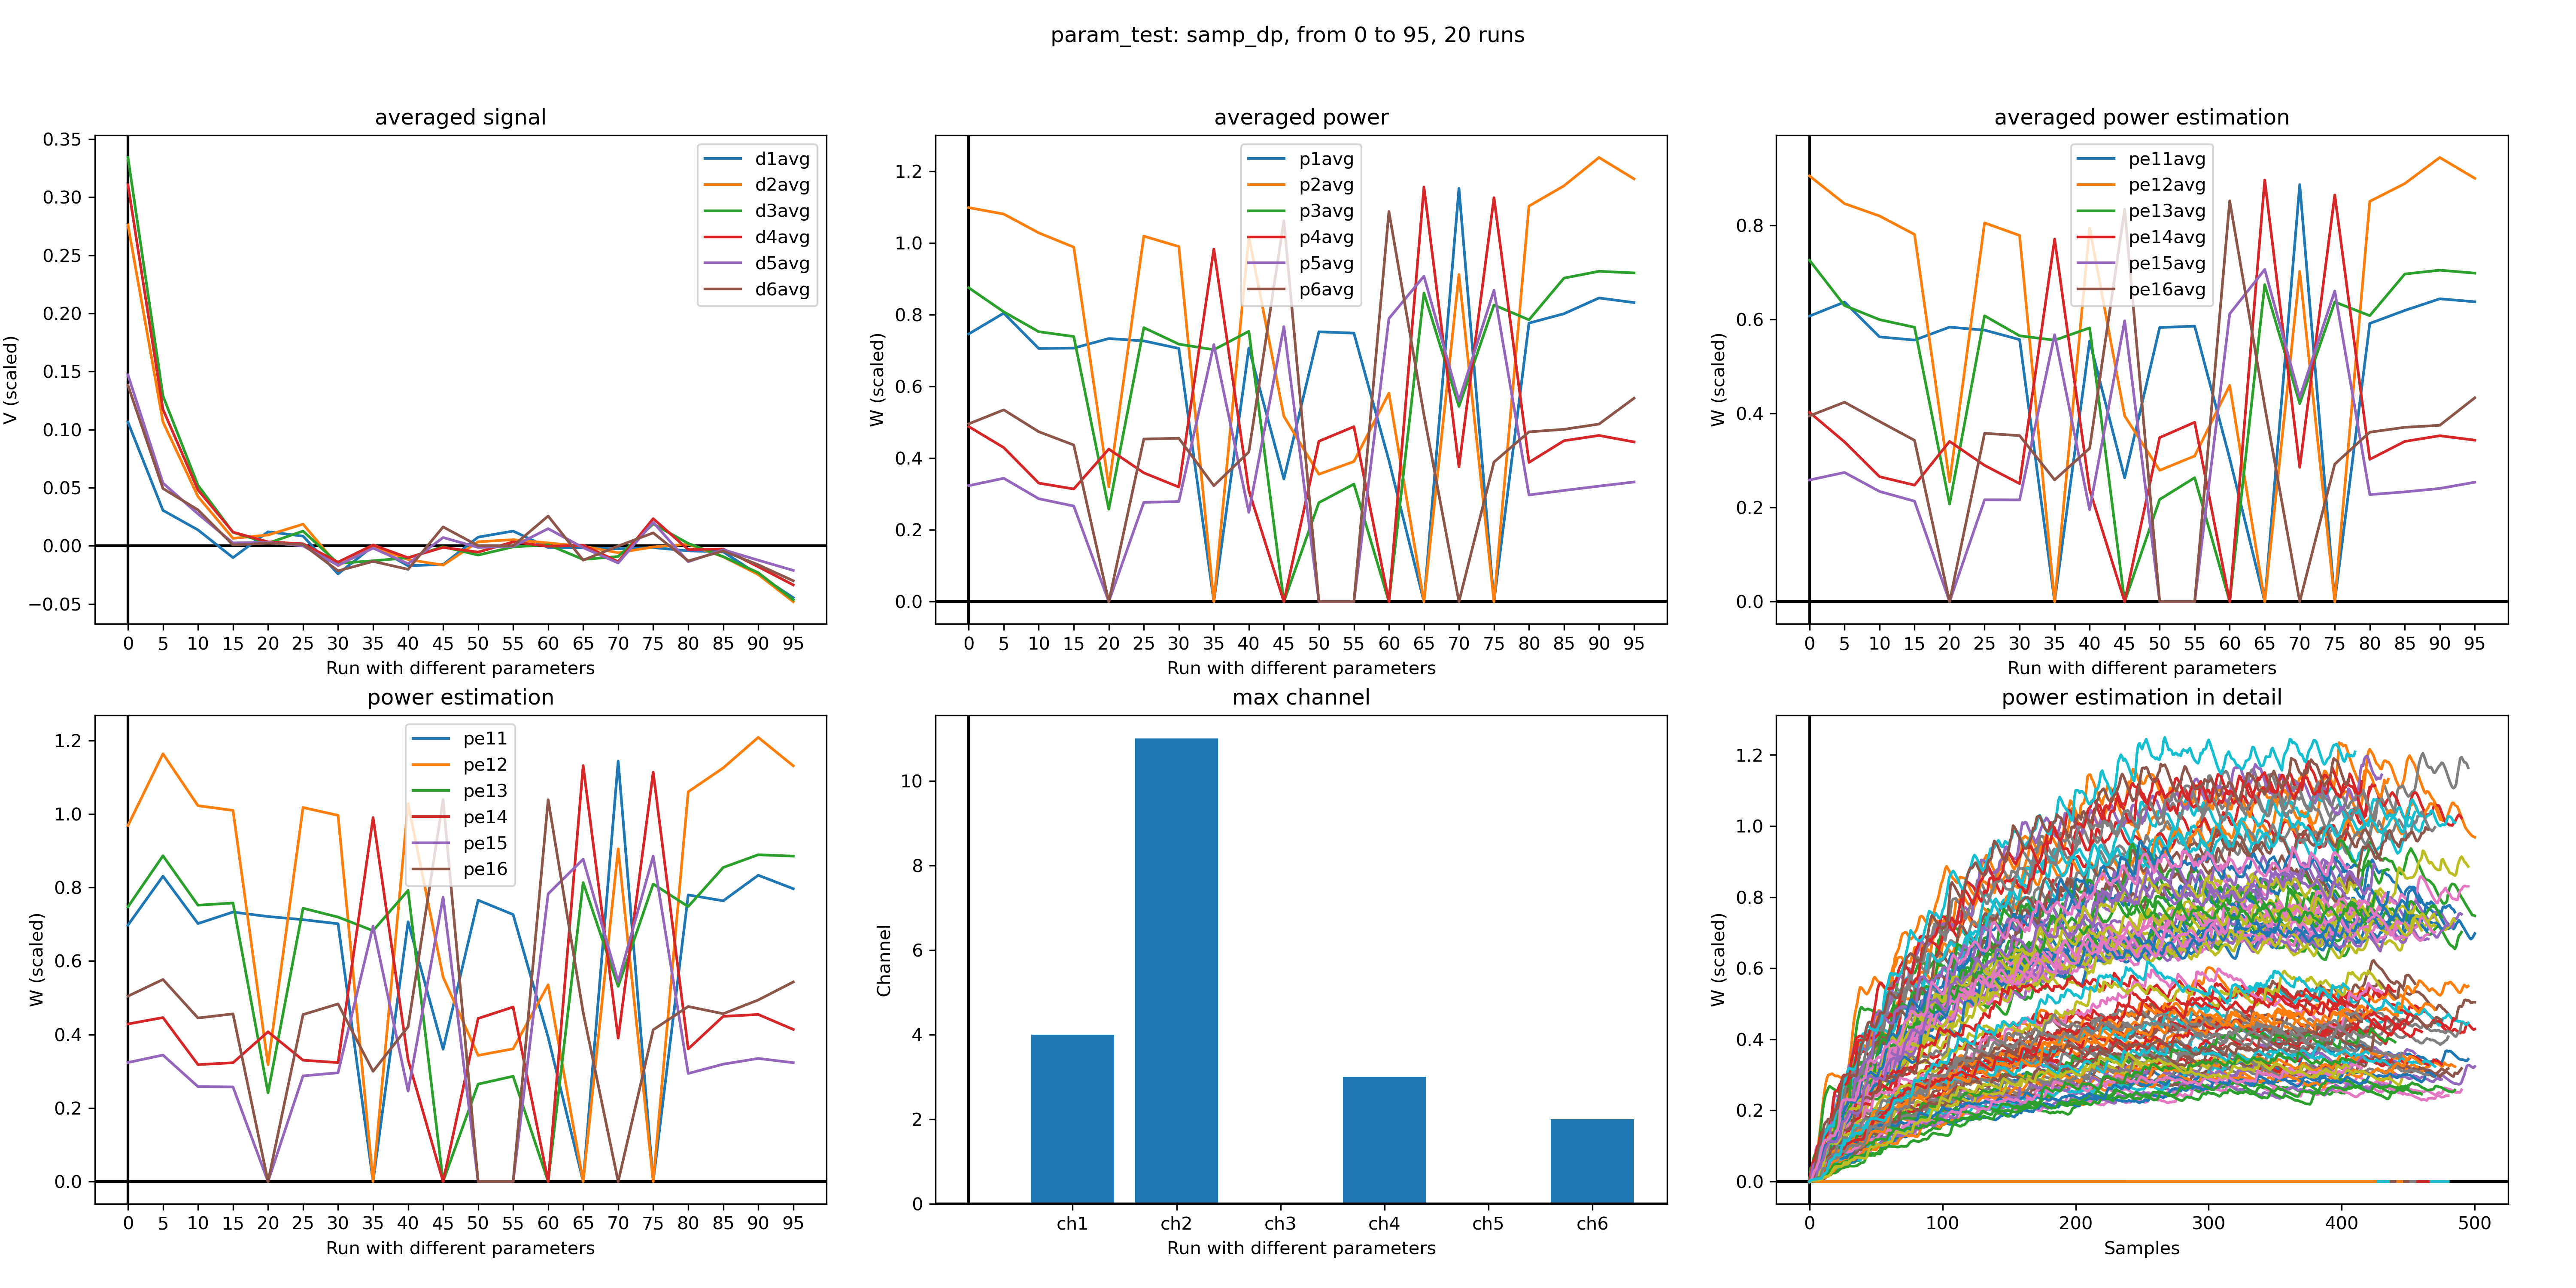 param_test: samp_dp, from 0 to 95, 20 runs
averaged signal
V (scaled)
0.35
0.30
0.25
0.20
0.15
0.10
0.05
0.00
−0.05
d1avg
d2avg
d3avg
d4avg
d5avg
d6avg
0 5 10 15 20 25 30 35 40 45 50 55 60 65 70 75 80 85 90 95
Run with different parameters
averaged power
W (scaled)
1.2
1.0
0.8
0.6
0.4
0.2
0.0
p1avg
p2avg
p3avg
p4avg
p5avg
p6avg
0 5 10 15 20 25 30 35 40 45 50 55 60 65 70 75 80 85 90 95
Run with different parameters
averaged power estimation
W (scaled)
0.8
0.6
0.4
0.2
0.0
pe11avg
pe12avg
pe13avg
pe14avg
pe15avg
pe16avg
0 5 10 15 20 25 30 35 40 45 50 55 60 65 70 75 80 85 90 95
Run with different parameters
power estimation
W (scaled)
1.2
1.0
0.8
0.6
0.4
0.2
0.0
pe11
pe12
pe13
pe14
pe15
pe16
0 5 10 15 20 25 30 35 40 45 50 55 60 65 70 75 80 85 90 95
Run with different parameters
max channel
Channel
10
8
6
4
2
0
ch1 ch2 ch3 ch4 ch5 ch6
Run with different parameters
power estimation in detail
W (scaled)
1.2
1.0
0.8
0.6
0.4
0.2
0.0
0 100 200 300 400 500
Samples